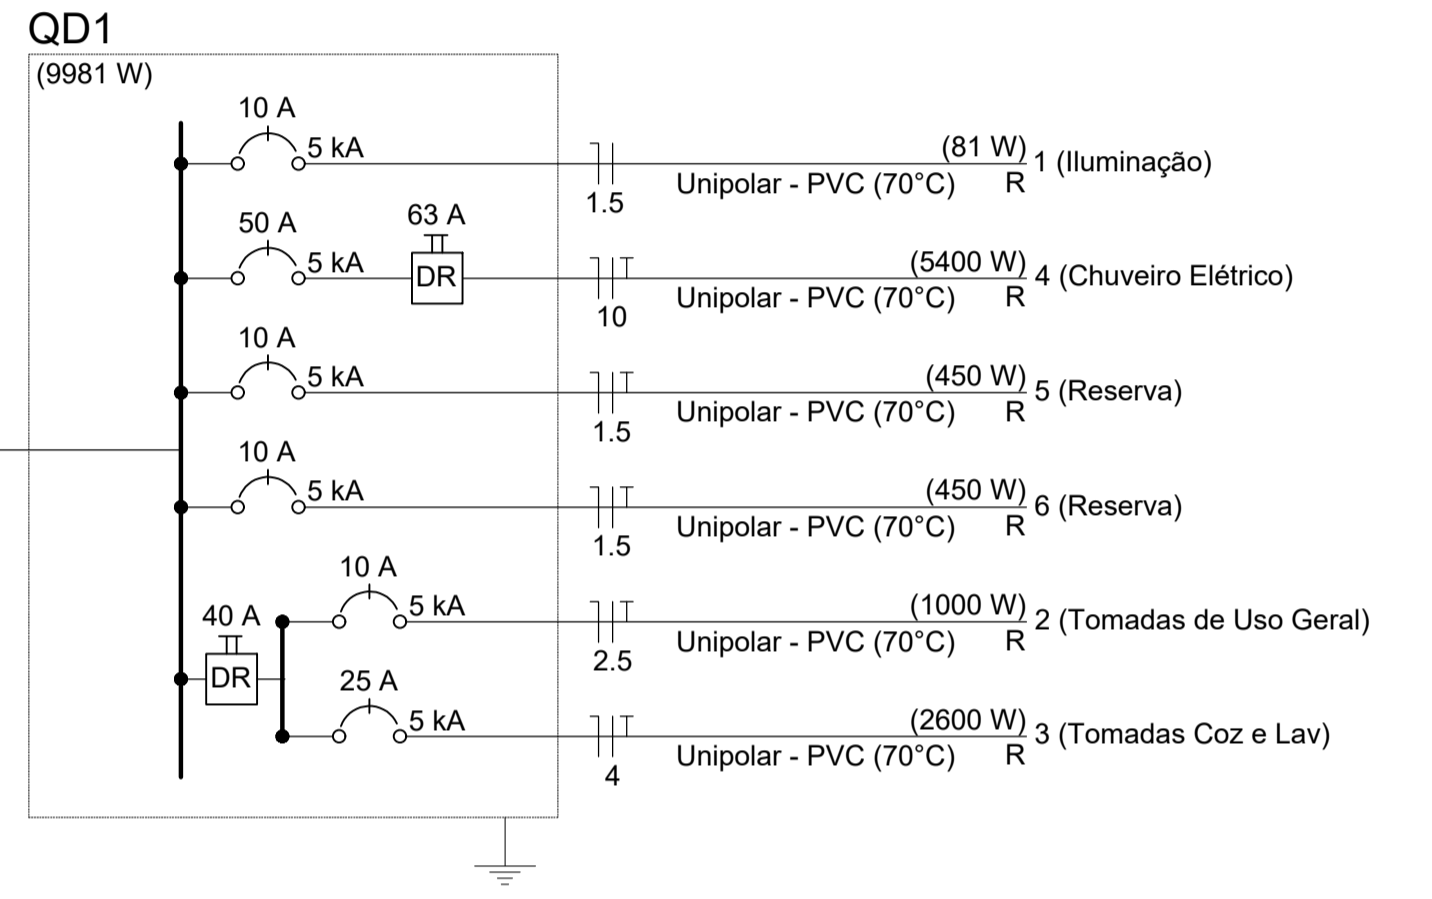 QD1
(9981 W)
10 A
5 kA
1.5
Unipolar - PVC (70°C)
(81 W)
R
1 (Iluminação)
50 A
5 kA
63 A
DR
10
Unipolar - PVC (70°C)
(5400 W)
R
4 (Chuveiro Elétrico)
10 A
5 kA
1.5
Unipolar - PVC (70°C)
(450 W)
R
5 (Reserva)
10 A
5 kA
1.5
Unipolar - PVC (70°C)
(450 W)
R
6 (Reserva)
40 A
DR
10 A
5 kA
2.5
Unipolar - PVC (70°C)
(1000 W)
R
2 (Tomadas de Uso Geral)
25 A
5 kA
4
Unipolar - PVC (70°C)
(2600 W)
R
3 (Tomadas Coz e Lav)